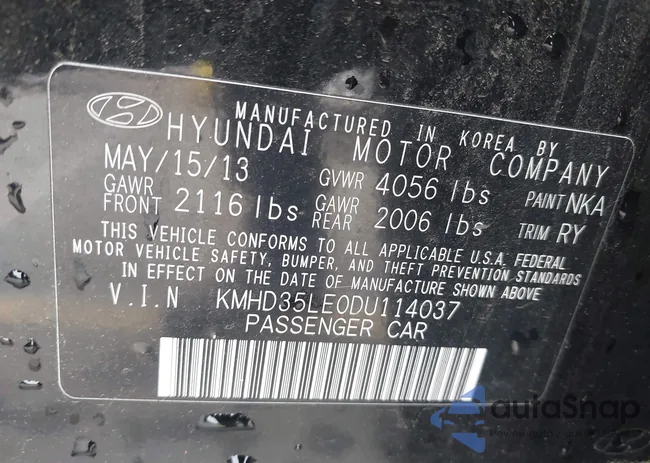 MANUFACTURED IN KOREA BY
HYUNDAI MOTOR COMPANY
MAY/15/13 GVWR 4056 lbs PAINT NKA
GAWR FRONT 2116 lbs GAWR REAR 2006 lbs TRIM RY
THIS VEHICLE CONFORMS TO ALL APPLICABLE U.S.A. FEDERAL
MOTOR VEHICLE SAFETY, BUMPER, AND THEFT PREVENTION STANDARDS
IN EFFECT ON THE DATE OF MANUFACTURE SHOWN ABOVE
V.I.N KMHD35LE0DU114037
PASSENGER CAR
autoSnap